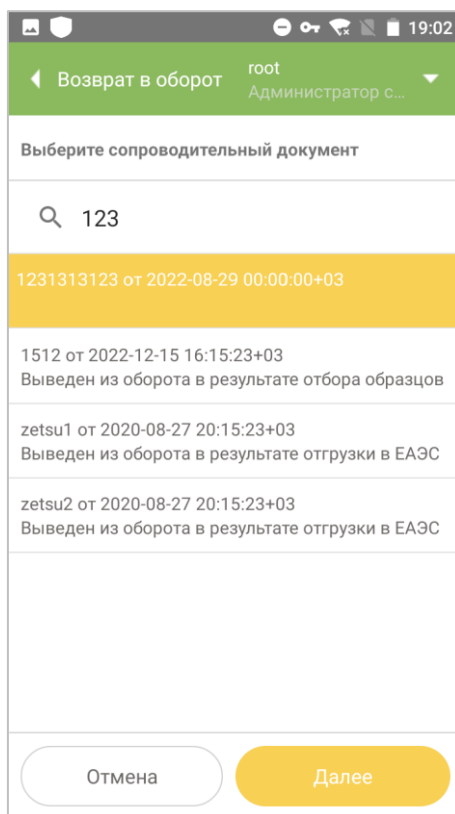 19:02
Возврат в оборот
root
Администратор с...
Выберите сопроводительный документ
123
1231313123 от 2022-08-29 00:00:00+03
1512 от 2022-12-15 16:15:23+03
Выведен из оборота в результате отбора образцов
zetsu1 от 2020-08-27 20:15:23+03
Выведен из оборота в результате отгрузки в ЕАЭС
zetsu2 от 2020-08-27 20:15:23+03
Выведен из оборота в результате отгрузки в ЕАЭС
Отмена
Далее